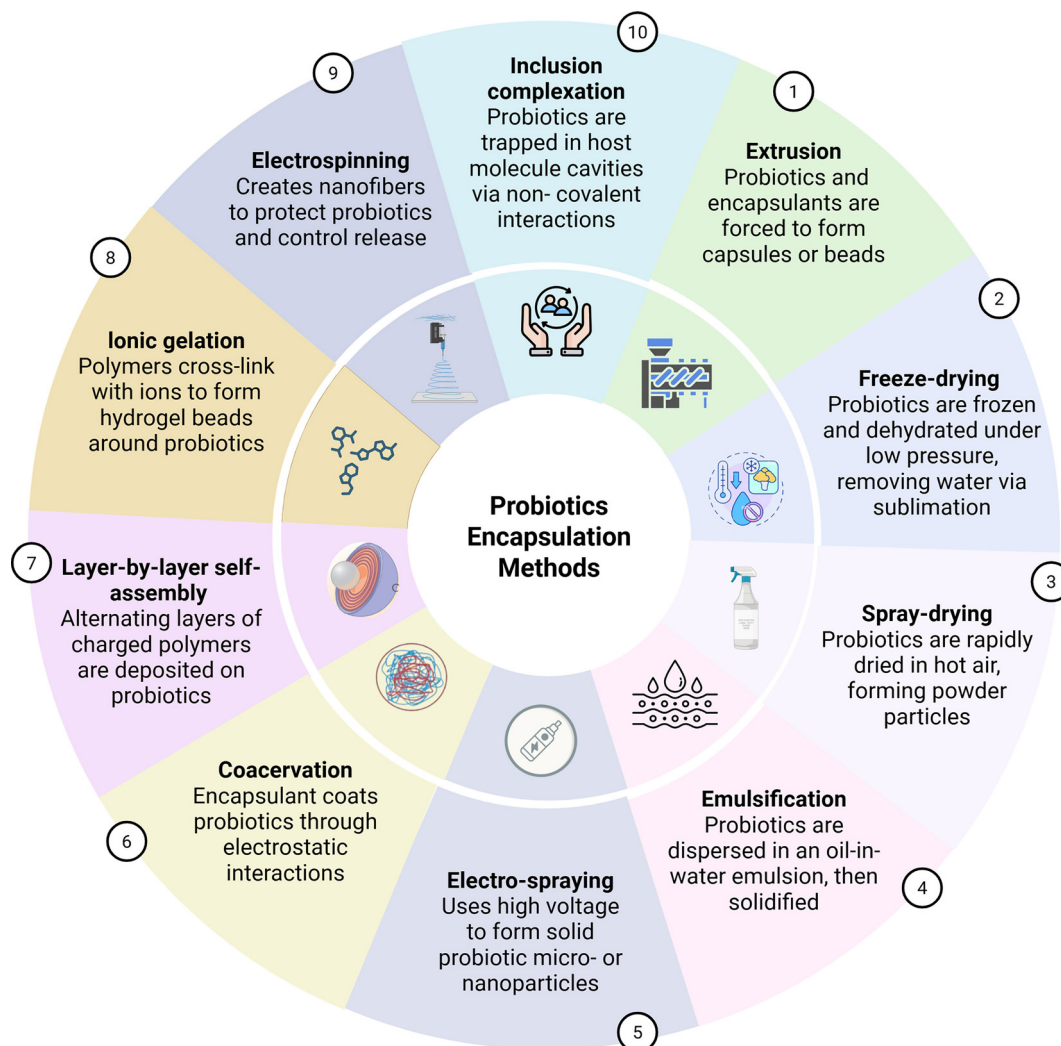 Probiotics
Encapsulation
Methods
1
Extrusion
Probiotics and
encapsulants are
forced to form
capsules or beads
2
Freeze-drying
Probiotics are frozen
and dehydrated under
low pressure,
removing water via
sublimation
3
Spray-drying
Probiotics are rapidly
dried in hot air,
forming powder
particles
4
Emulsification
Probiotics are
dispersed in an oil-in-
water emulsion, then
solidified
5
Electro-spraying
Uses high voltage
to form solid
probiotic micro- or
nanoparticles
6
Coacervation
Encapsulant coats
probiotics through
electrostatic
interactions
7
Layer-by-layer self-
assembly
Alternating layers of
charged polymers
are deposited on
probiotics
8
Ionic gelation
Polymers cross-link
with ions to form
hydrogel beads
around probiotics
9
Electrospinning
Creates nanofibers
to protect probiotics
and control release
10
Inclusion
complexation
Probiotics are
trapped in host
molecule cavities
via non- covalent
interactions